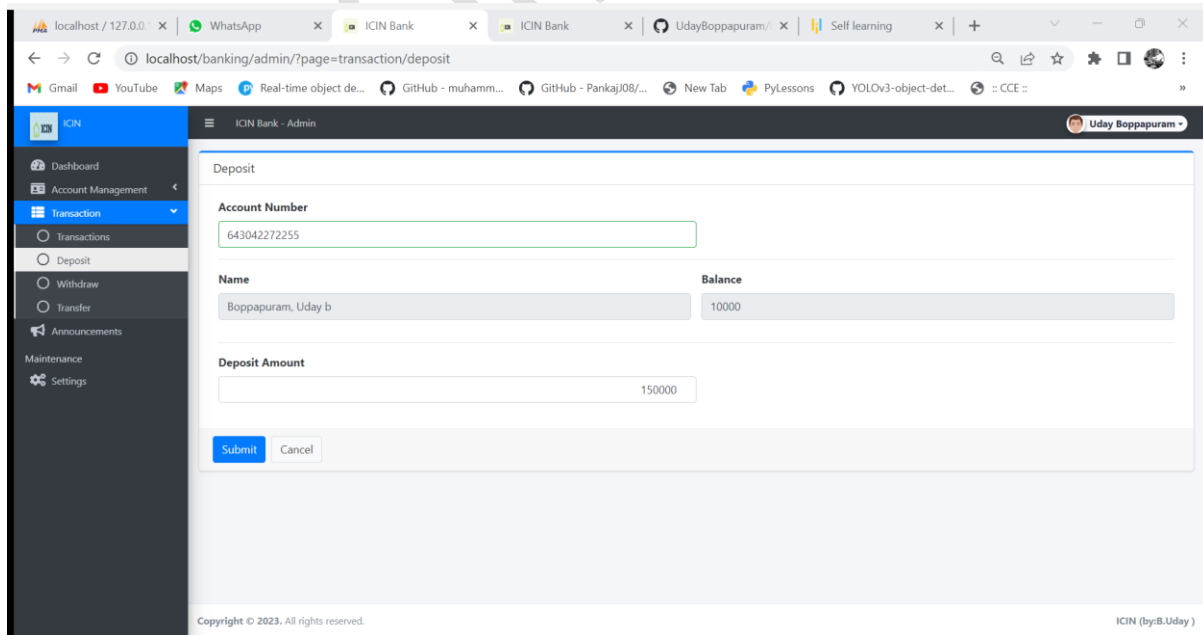 localhost / 127.0.0.1 WhatsApp ICIN Bank ICIN Bank UdayBoppapuram/ Self learning
localhost/banking/admin/?page=transaction/deposit
Gmail YouTube Maps Real-time object de... GitHub - muhamm... GitHub - PankajJ08/... New Tab PyLessons YOLOv3-object-det... :: CCE :: »
ICIN ICIN ICIN Bank - Admin Uday Boppapuram
Dashboard
Account Management
Transaction
Transactions
Deposit
Withdraw
Transfer
Announcements
Maintenance
Settings
Deposit
Account Number
643042272255
Name Balance
Boppapuram, Uday b 10000
Deposit Amount
150000
Submit Cancel
Copyright © 2023. All rights reserved. ICIN (by:B.Uday )